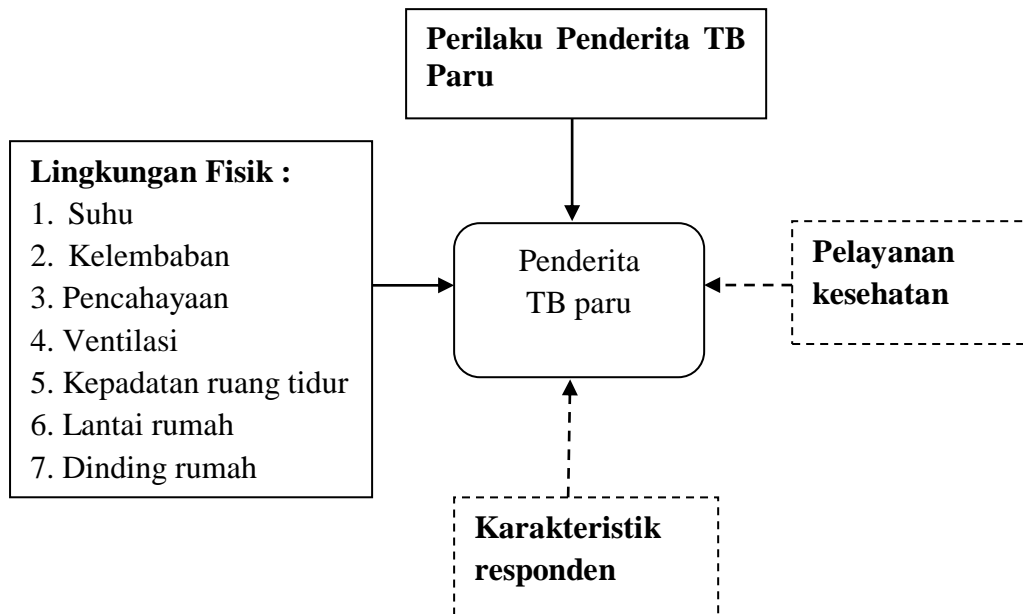 Perilaku Penderita TB
Paru
Lingkungan Fisik :
1. Suhu
2. Kelembaban
3. Pencahayaan
4. Ventilasi
5. Kepadatan ruang tidur
6. Lantai rumah
7. Dinding rumah
Penderita
TB paru
Pelayanan
kesehatan
Karakteristik
responden